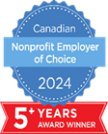 Canadian
Nonprofit Employer
of Choice
2024
5+ YEARS
AWARD WINNER